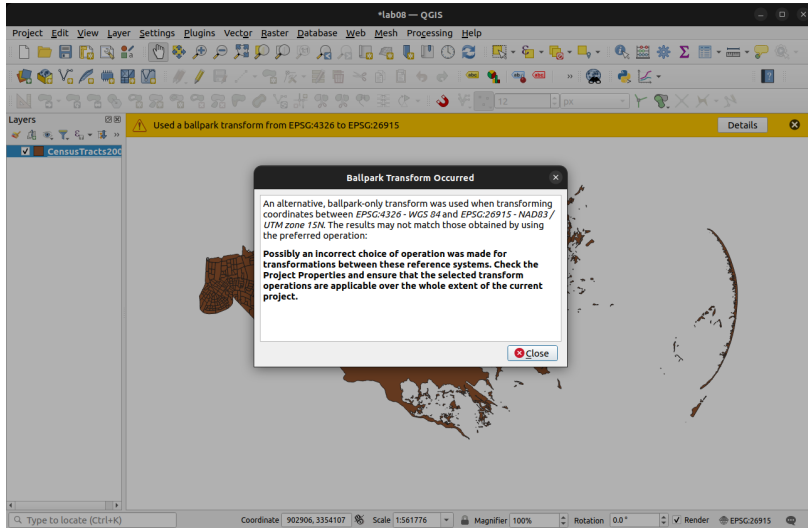 *lab08 — QGIS
Project Edit View Layer Settings Plugins Vector Raster Database Web Mesh Processing Help
abc
abc
abc
12
px
Layers
Used a ballpark transform from EPSG:4326 to EPSG:26915
Details
CensusTracts200
Ballpark Transform Occurred
An alternative, ballpark-only transform was used when transforming
coordinates between EPSG:4326 - WGS 84 and EPSG:26915 - NAD83 /
UTM zone 15N. The results may not match those obtained by using
the preferred operation:
Possibly an incorrect choice of operation was made for
transformations between these reference systems. Check the
Project Properties and ensure that the selected transform
operations are applicable over the whole extent of the current
project.
Close
Type to locate (Ctrl+K)
Coordinate 902906, 3354107 Scale 1:561776 Magnifier 100% Rotation 0.0° Render EPSG:26915